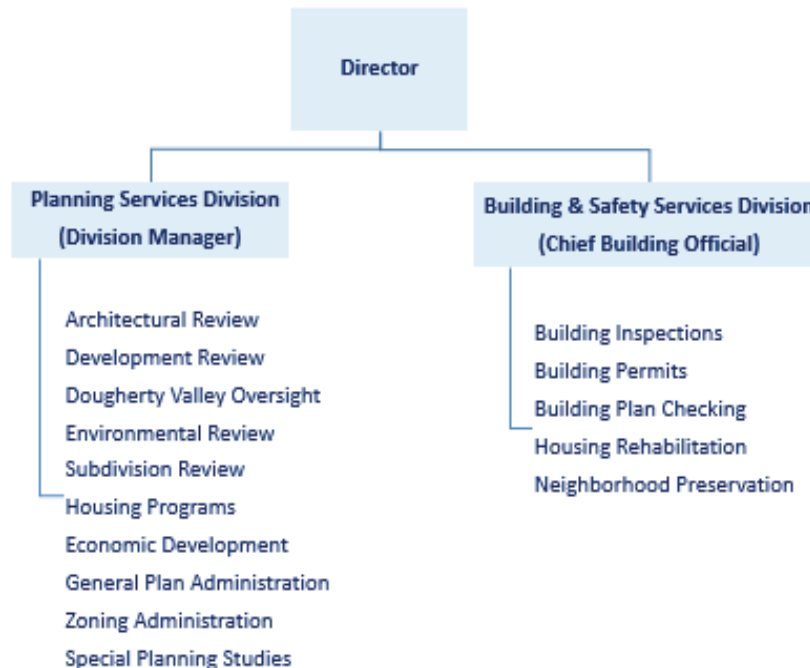 Director
Planning Services Division
(Division Manager)
Architectural Review
Development Review
Dougherty Valley Oversight
Environmental Review
Subdivision Review
Housing Programs
Economic Development
General Plan Administration
Zoning Administration
Special Planning Studies
Building & Safety Services Division
(Chief Building Official)
Building Inspections
Building Permits
Building Plan Checking
Housing Rehabilitation
Neighborhood Preservation